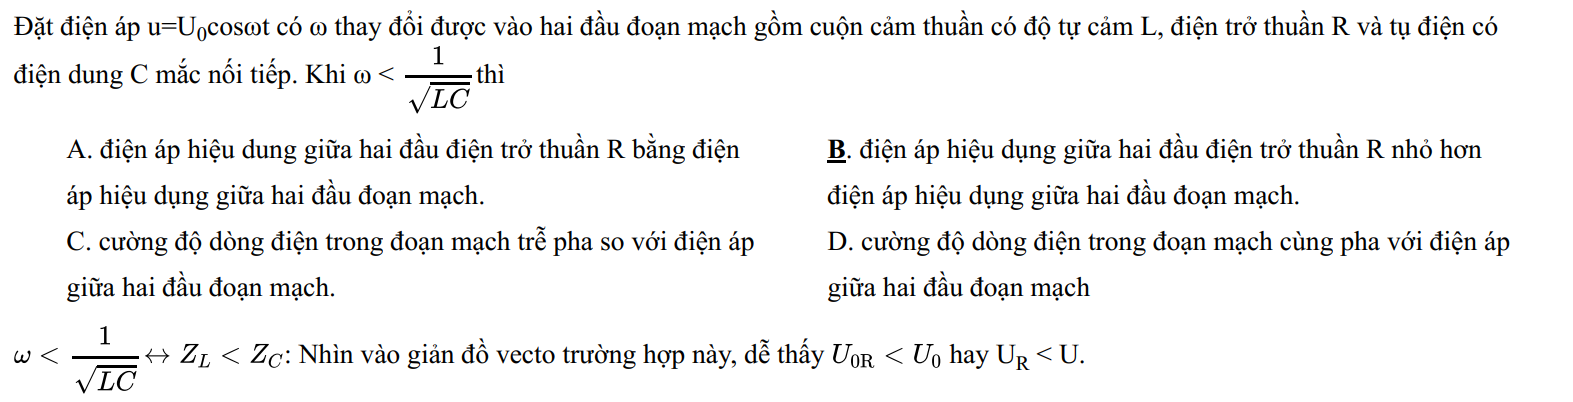 Đặt điện áp u=U₀cosωt có ω thay đổi được vào hai đầu đoạn mạch gồm cuộn cảm thuần có độ tự cảm L, điện trở thuần R và tụ điện có
điện dung C mắc nối tiếp. Khi ω < \frac{1}{\sqrt{LC}} thì
A. điện áp hiệu dung giữa hai đầu điện trở thuần R bằng điện
áp hiệu dụng giữa hai đầu đoạn mạch.
B. điện áp hiệu dụng giữa hai đầu điện trở thuần R nhỏ hơn
điện áp hiệu dụng giữa hai đầu đoạn mạch.
C. cường độ dòng điện trong đoạn mạch trễ pha so với điện áp
giữa hai đầu đoạn mạch.
D. cường độ dòng điện trong đoạn mạch cùng pha với điện áp
giữa hai đầu đoạn mạch
ω < \frac{1}{\sqrt{LC}} ↔ Z_L < Z_C: Nhìn vào giản đồ vecto trường hợp này, dễ thấy U_{0R} < U₀ hay U_R < U.